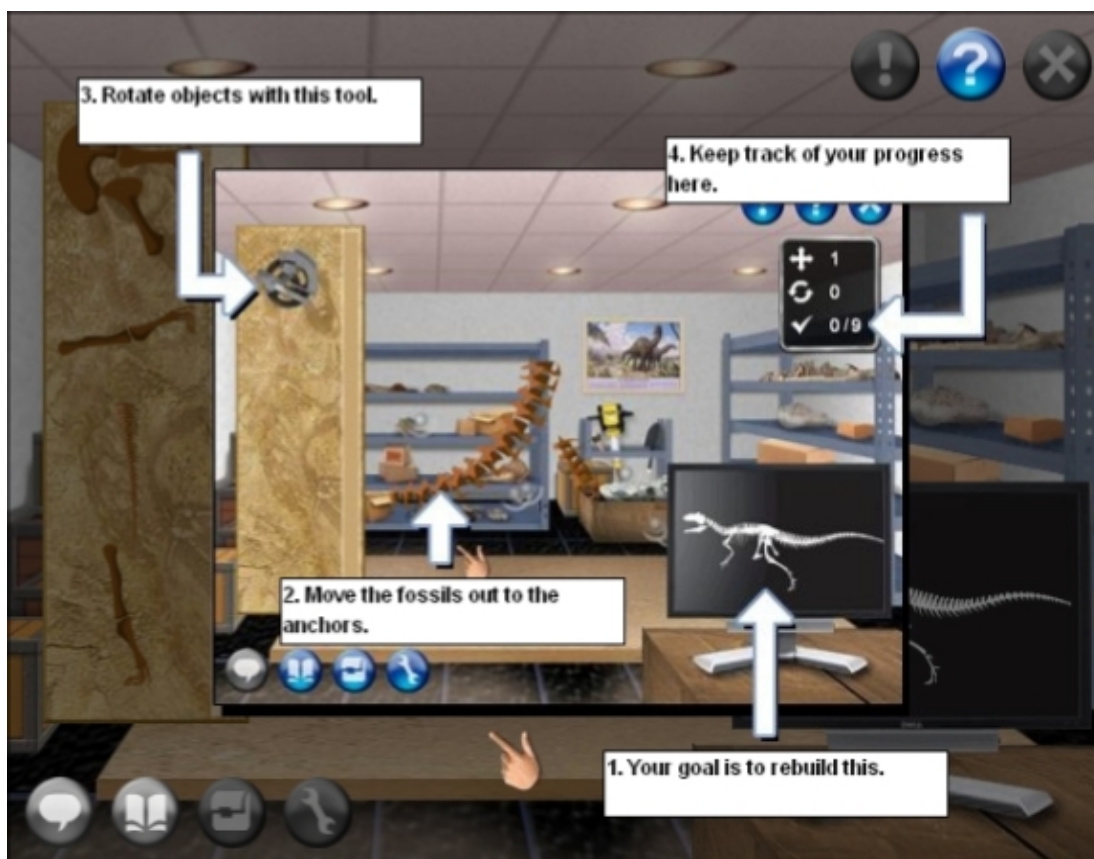 3. Rotate objects with this tool.
4. Keep track of your progress
here.
1
0
0/9
2. Move the fossils out to the
anchors.
1. Your goal is to rebuild this.
DELL